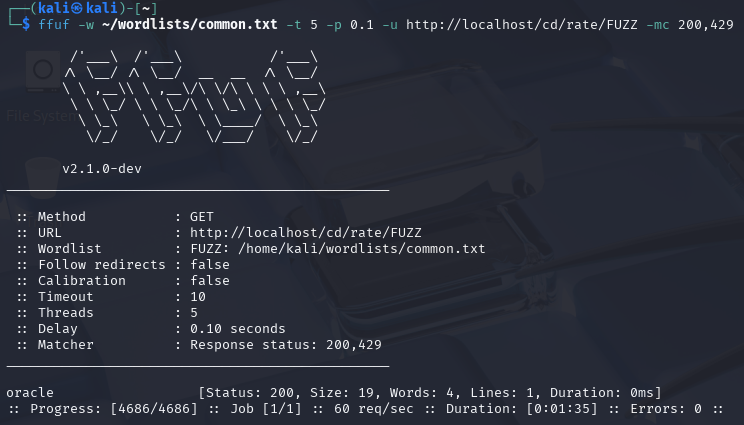 ┌──(kali㉿kali)-[~]
└─$ ffuf -w ~/wordlists/common.txt -t 5 -p 0.1 -u http://localhost/cd/rate/FUZZ -mc 200,429

        /'___\  /'___\           /'___\
       /\ \__/ /\ \__/  __  __  /\ \__/
       \ \ ,__\\ \ ,__\/\ \/\ \ \ \ ,__\
        \ \ \_/ \ \ \_/\ \ \_\ \ \ \ \_/
         \ \_\   \ \_\  \ \____/  \ \_\
          \/_/    \/_/   \/___/    \/_/

       v2.1.0-dev
________________________________________________

 :: Method           : GET
 :: URL              : http://localhost/cd/rate/FUZZ
 :: Wordlist         : FUZZ: /home/kali/wordlists/common.txt
 :: Follow redirects : false
 :: Calibration      : false
 :: Timeout          : 10
 :: Threads          : 5
 :: Delay            : 0.10 seconds
 :: Matcher          : Response status: 200,429
________________________________________________

oracle                  [Status: 200, Size: 19, Words: 4, Lines: 1, Duration: 0ms]
:: Progress: [4686/4686] :: Job [1/1] :: 60 req/sec :: Duration: [0:01:35] :: Errors: 0 ::
File System